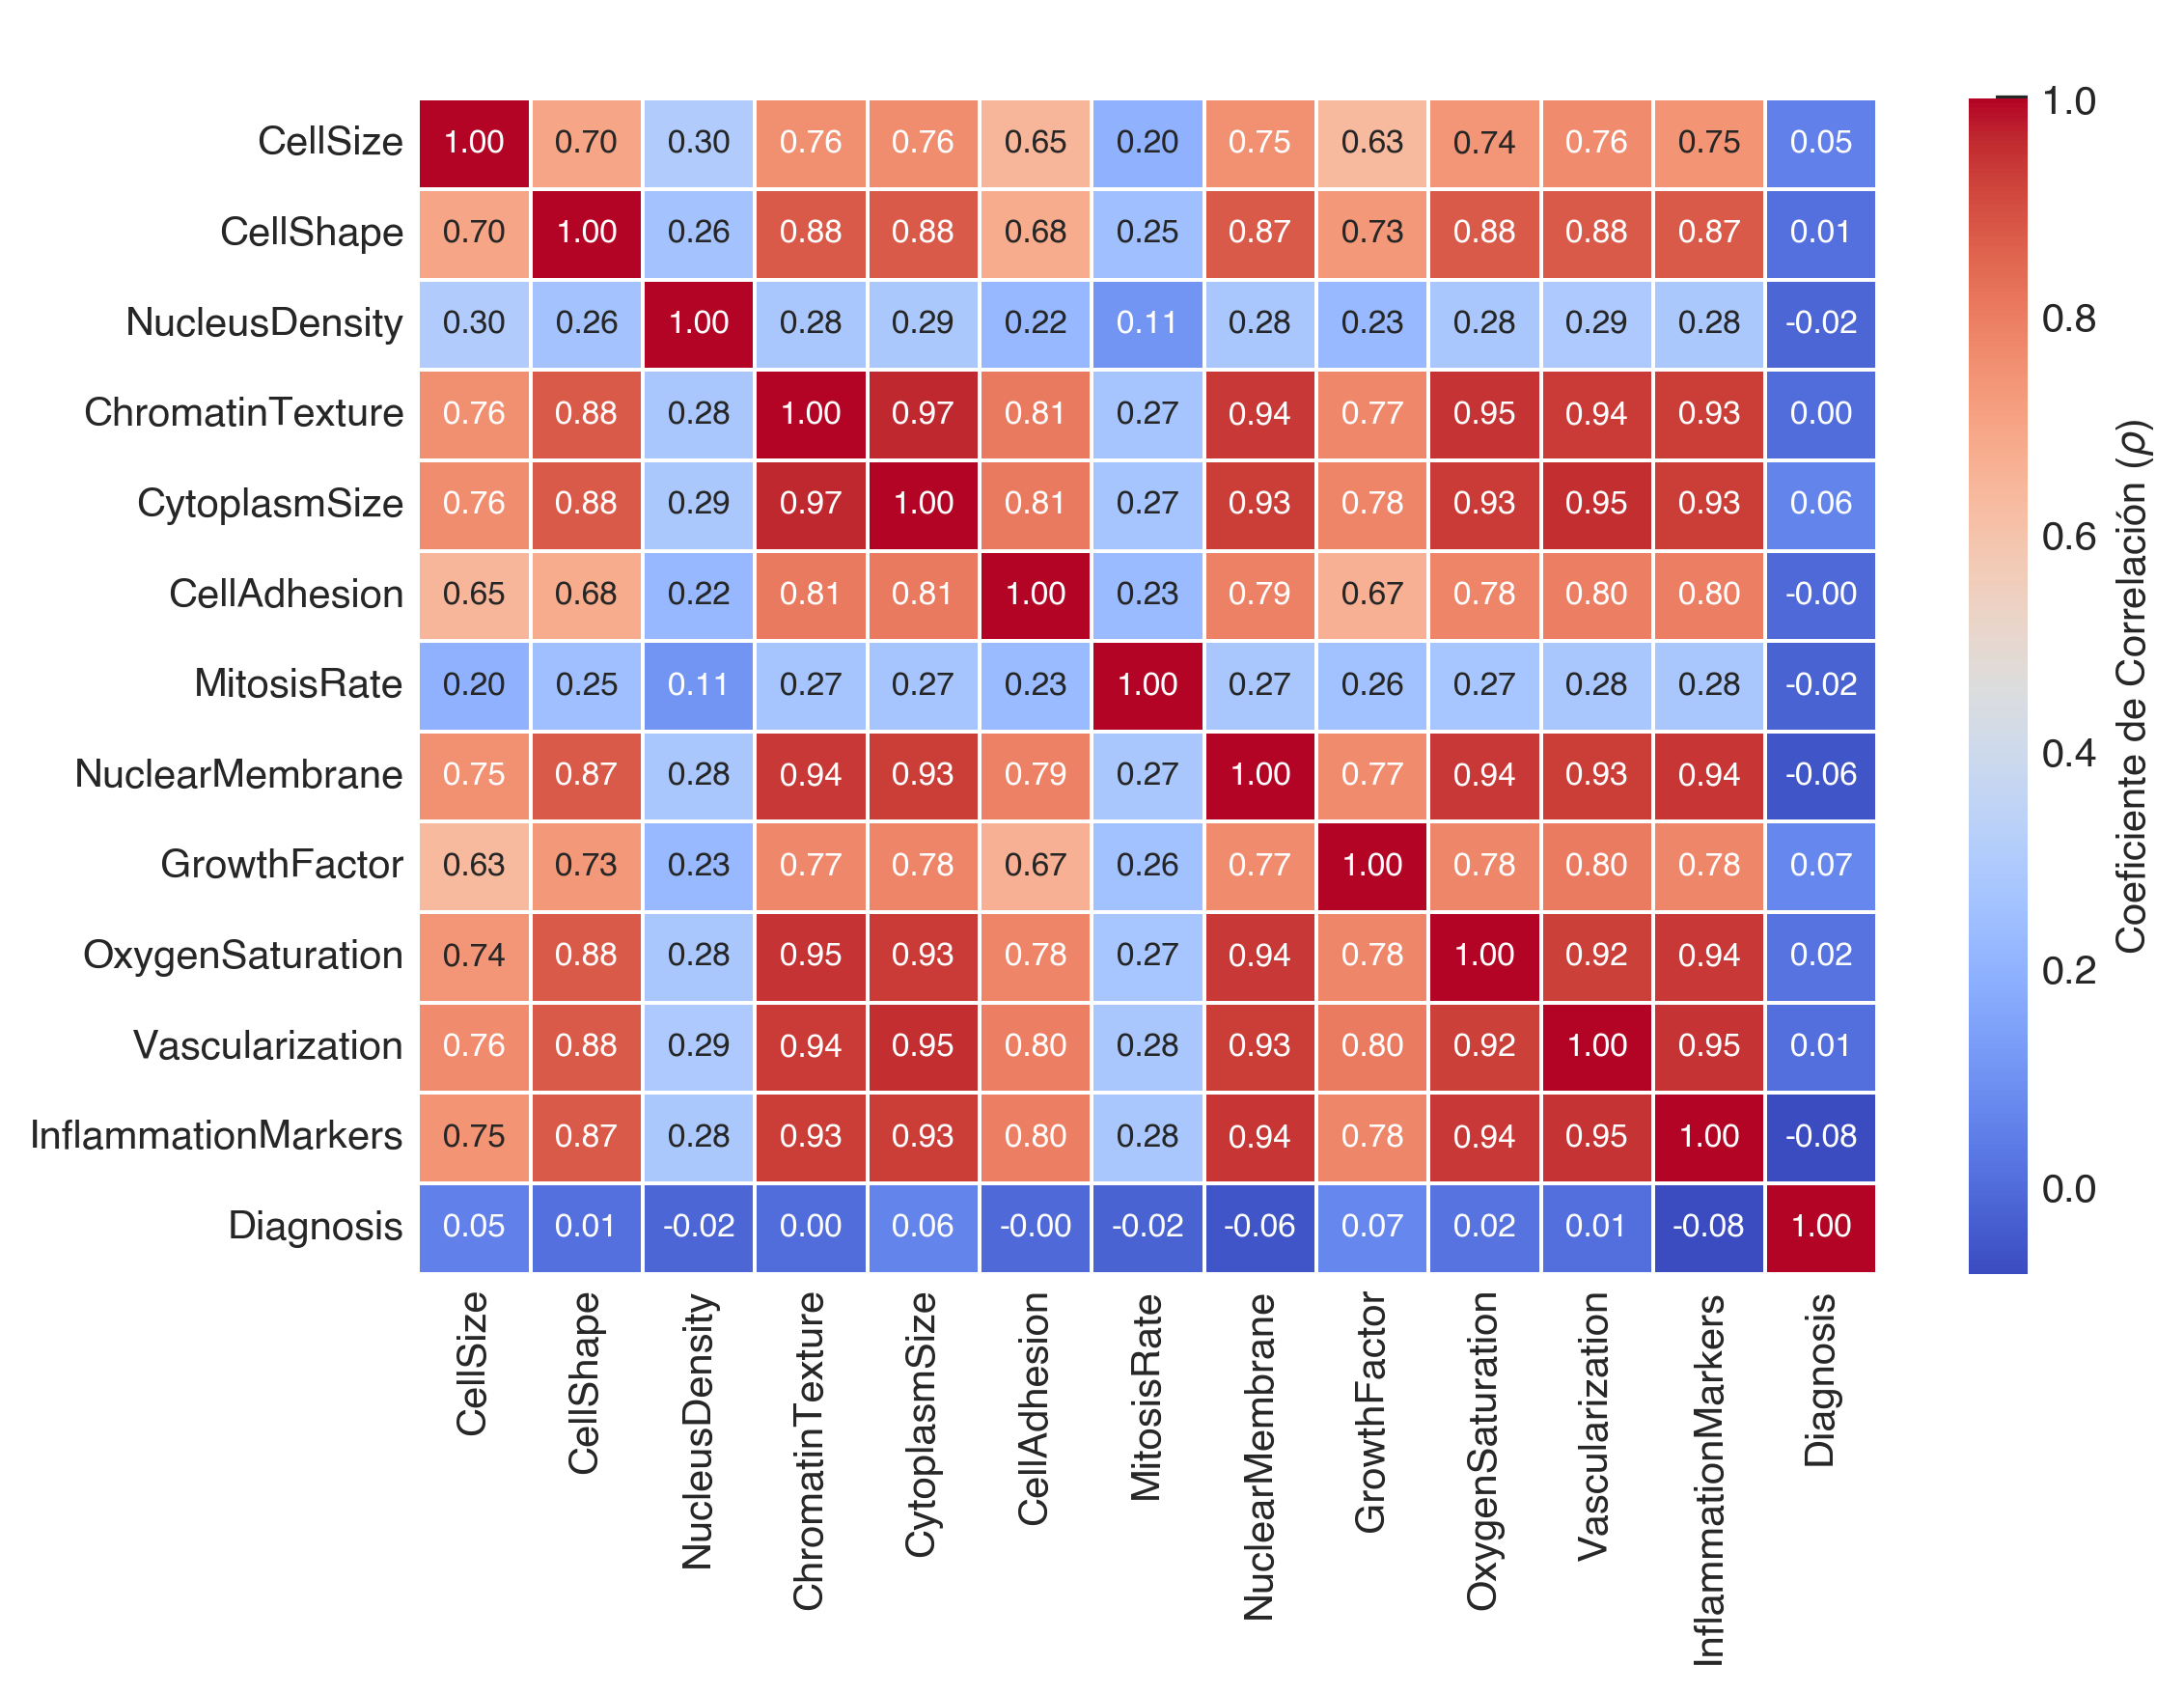 CellSize 1.00 0.70 0.30 0.76 0.76 0.65 0.20 0.75 0.63 0.74 0.76 0.75 0.05
CellShape 0.70 1.00 0.26 0.88 0.88 0.68 0.25 0.87 0.73 0.88 0.88 0.87 0.01
NucleusDensity 0.30 0.26 1.00 0.28 0.29 0.22 0.11 0.28 0.23 0.28 0.29 0.28 -0.02
ChromatinTexture 0.76 0.88 0.28 1.00 0.97 0.81 0.27 0.94 0.77 0.95 0.94 0.93 0.00
CytoplasmSize 0.76 0.88 0.29 0.97 1.00 0.81 0.27 0.93 0.78 0.93 0.95 0.93 0.06
CellAdhesion 0.65 0.68 0.22 0.81 0.81 1.00 0.23 0.79 0.67 0.78 0.80 0.80 -0.00
MitosisRate 0.20 0.25 0.11 0.27 0.27 0.23 1.00 0.27 0.26 0.27 0.28 0.28 -0.02
NuclearMembrane 0.75 0.87 0.28 0.94 0.93 0.79 0.27 1.00 0.77 0.94 0.93 0.94 -0.06
GrowthFactor 0.63 0.73 0.23 0.77 0.78 0.67 0.26 0.77 1.00 0.78 0.80 0.78 0.07
OxygenSaturation 0.74 0.88 0.28 0.95 0.93 0.78 0.27 0.94 0.78 1.00 0.92 0.94 0.02
Vascularization 0.76 0.88 0.29 0.94 0.95 0.80 0.28 0.93 0.80 0.92 1.00 0.95 0.01
InflammationMarkers 0.75 0.87 0.28 0.93 0.93 0.80 0.28 0.94 0.78 0.94 0.95 1.00 -0.08
Diagnosis 0.05 0.01 -0.02 0.00 0.06 -0.00 -0.02 -0.06 0.07 0.02 0.01 -0.08 1.00
CellSize
CellShape
NucleusDensity
ChromatinTexture
CytoplasmSize
CellAdhesion
MitosisRate
NuclearMembrane
GrowthFactor
OxygenSaturation
Vascularization
InflammationMarkers
Diagnosis
1.0
0.8
0.6
0.4
0.2
0.0
Coeficiente de Correlación (ρ)